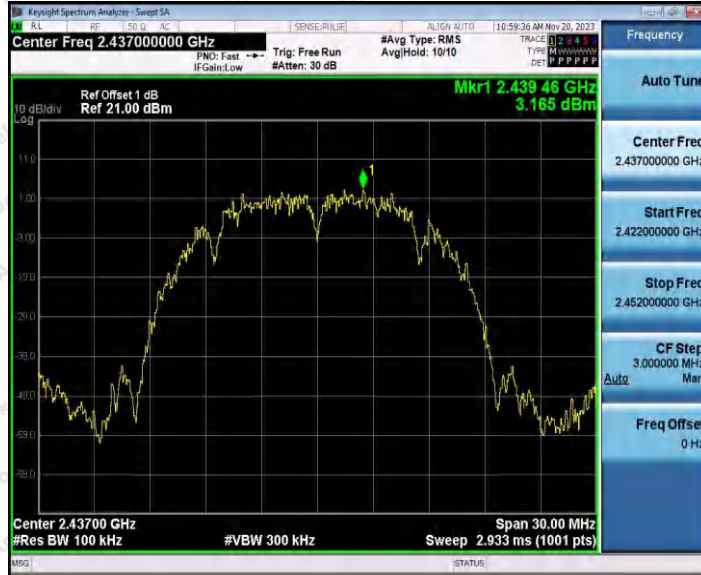 Keysight Spectrum Analyzer - Swept SA
RL RF 50 Ω AC SENSE:PULSE ALIGN AUTO 10:59:36 AM Nov 20, 2023
Center Freq 2.437000000 GHz
PNO: Fast
IFGain:Low
Trig: Free Run
#Atten: 30 dB
#Avg Type: RMS
Avg|Hold: 10/10
TRACE 1 2 3 4 5 6
TYPE M
DET P P P P P P
Frequency
Mkr1 2.439 46 GHz
3.165 dBm
Ref Offset 1 dB
Ref 21.00 dBm
10 dB/div
Log
11.0
1.00
-9.00
-19.0
-29.0
-39.0
-49.0
-59.0
-69.0
1
Center 2.43700 GHz
Span 30.00 MHz
#Res BW 100 kHz
#VBW 300 kHz
Sweep 2.933 ms (1001 pts)
MSG
STATUS
Auto Tune
Center Freq
2.437000000 GHz
Start Freq
2.422000000 GHz
Stop Freq
2.452000000 GHz
CF Step
3.000000 MHz
Auto Man
Freq Offset
0 Hz